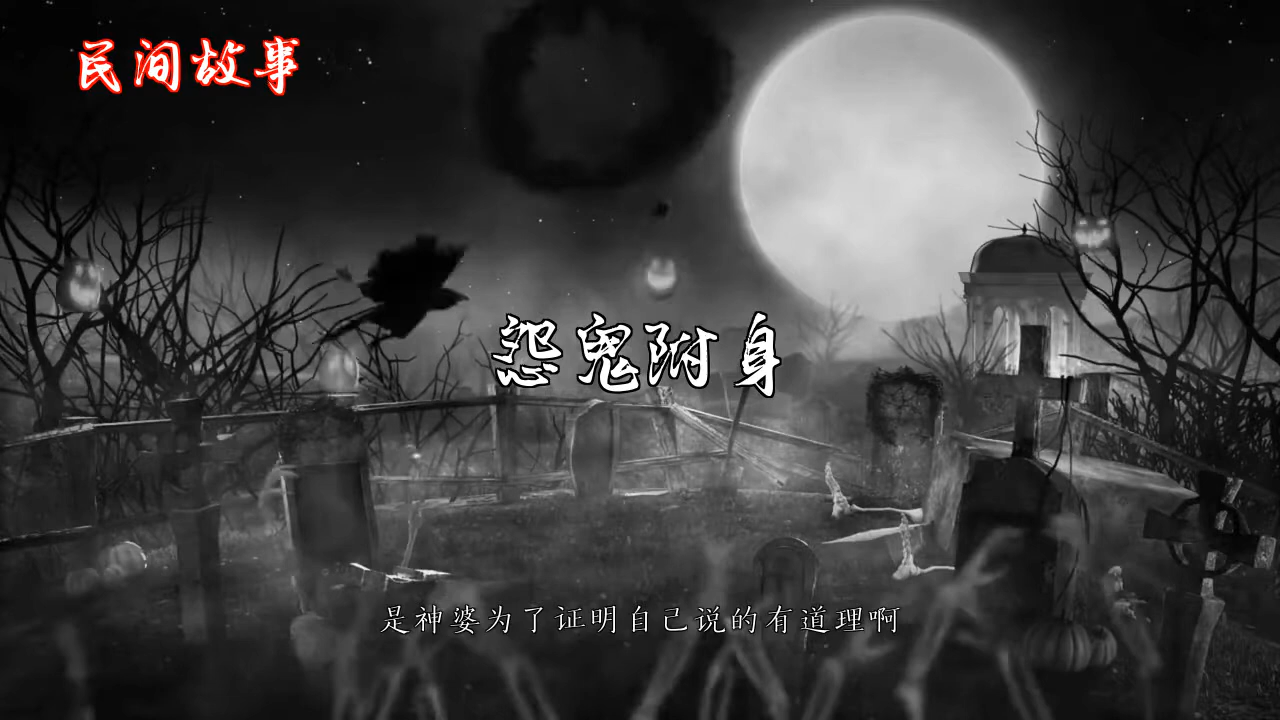 民间故事
怨鬼附身
是神婆为了证明自己说的有道理啊